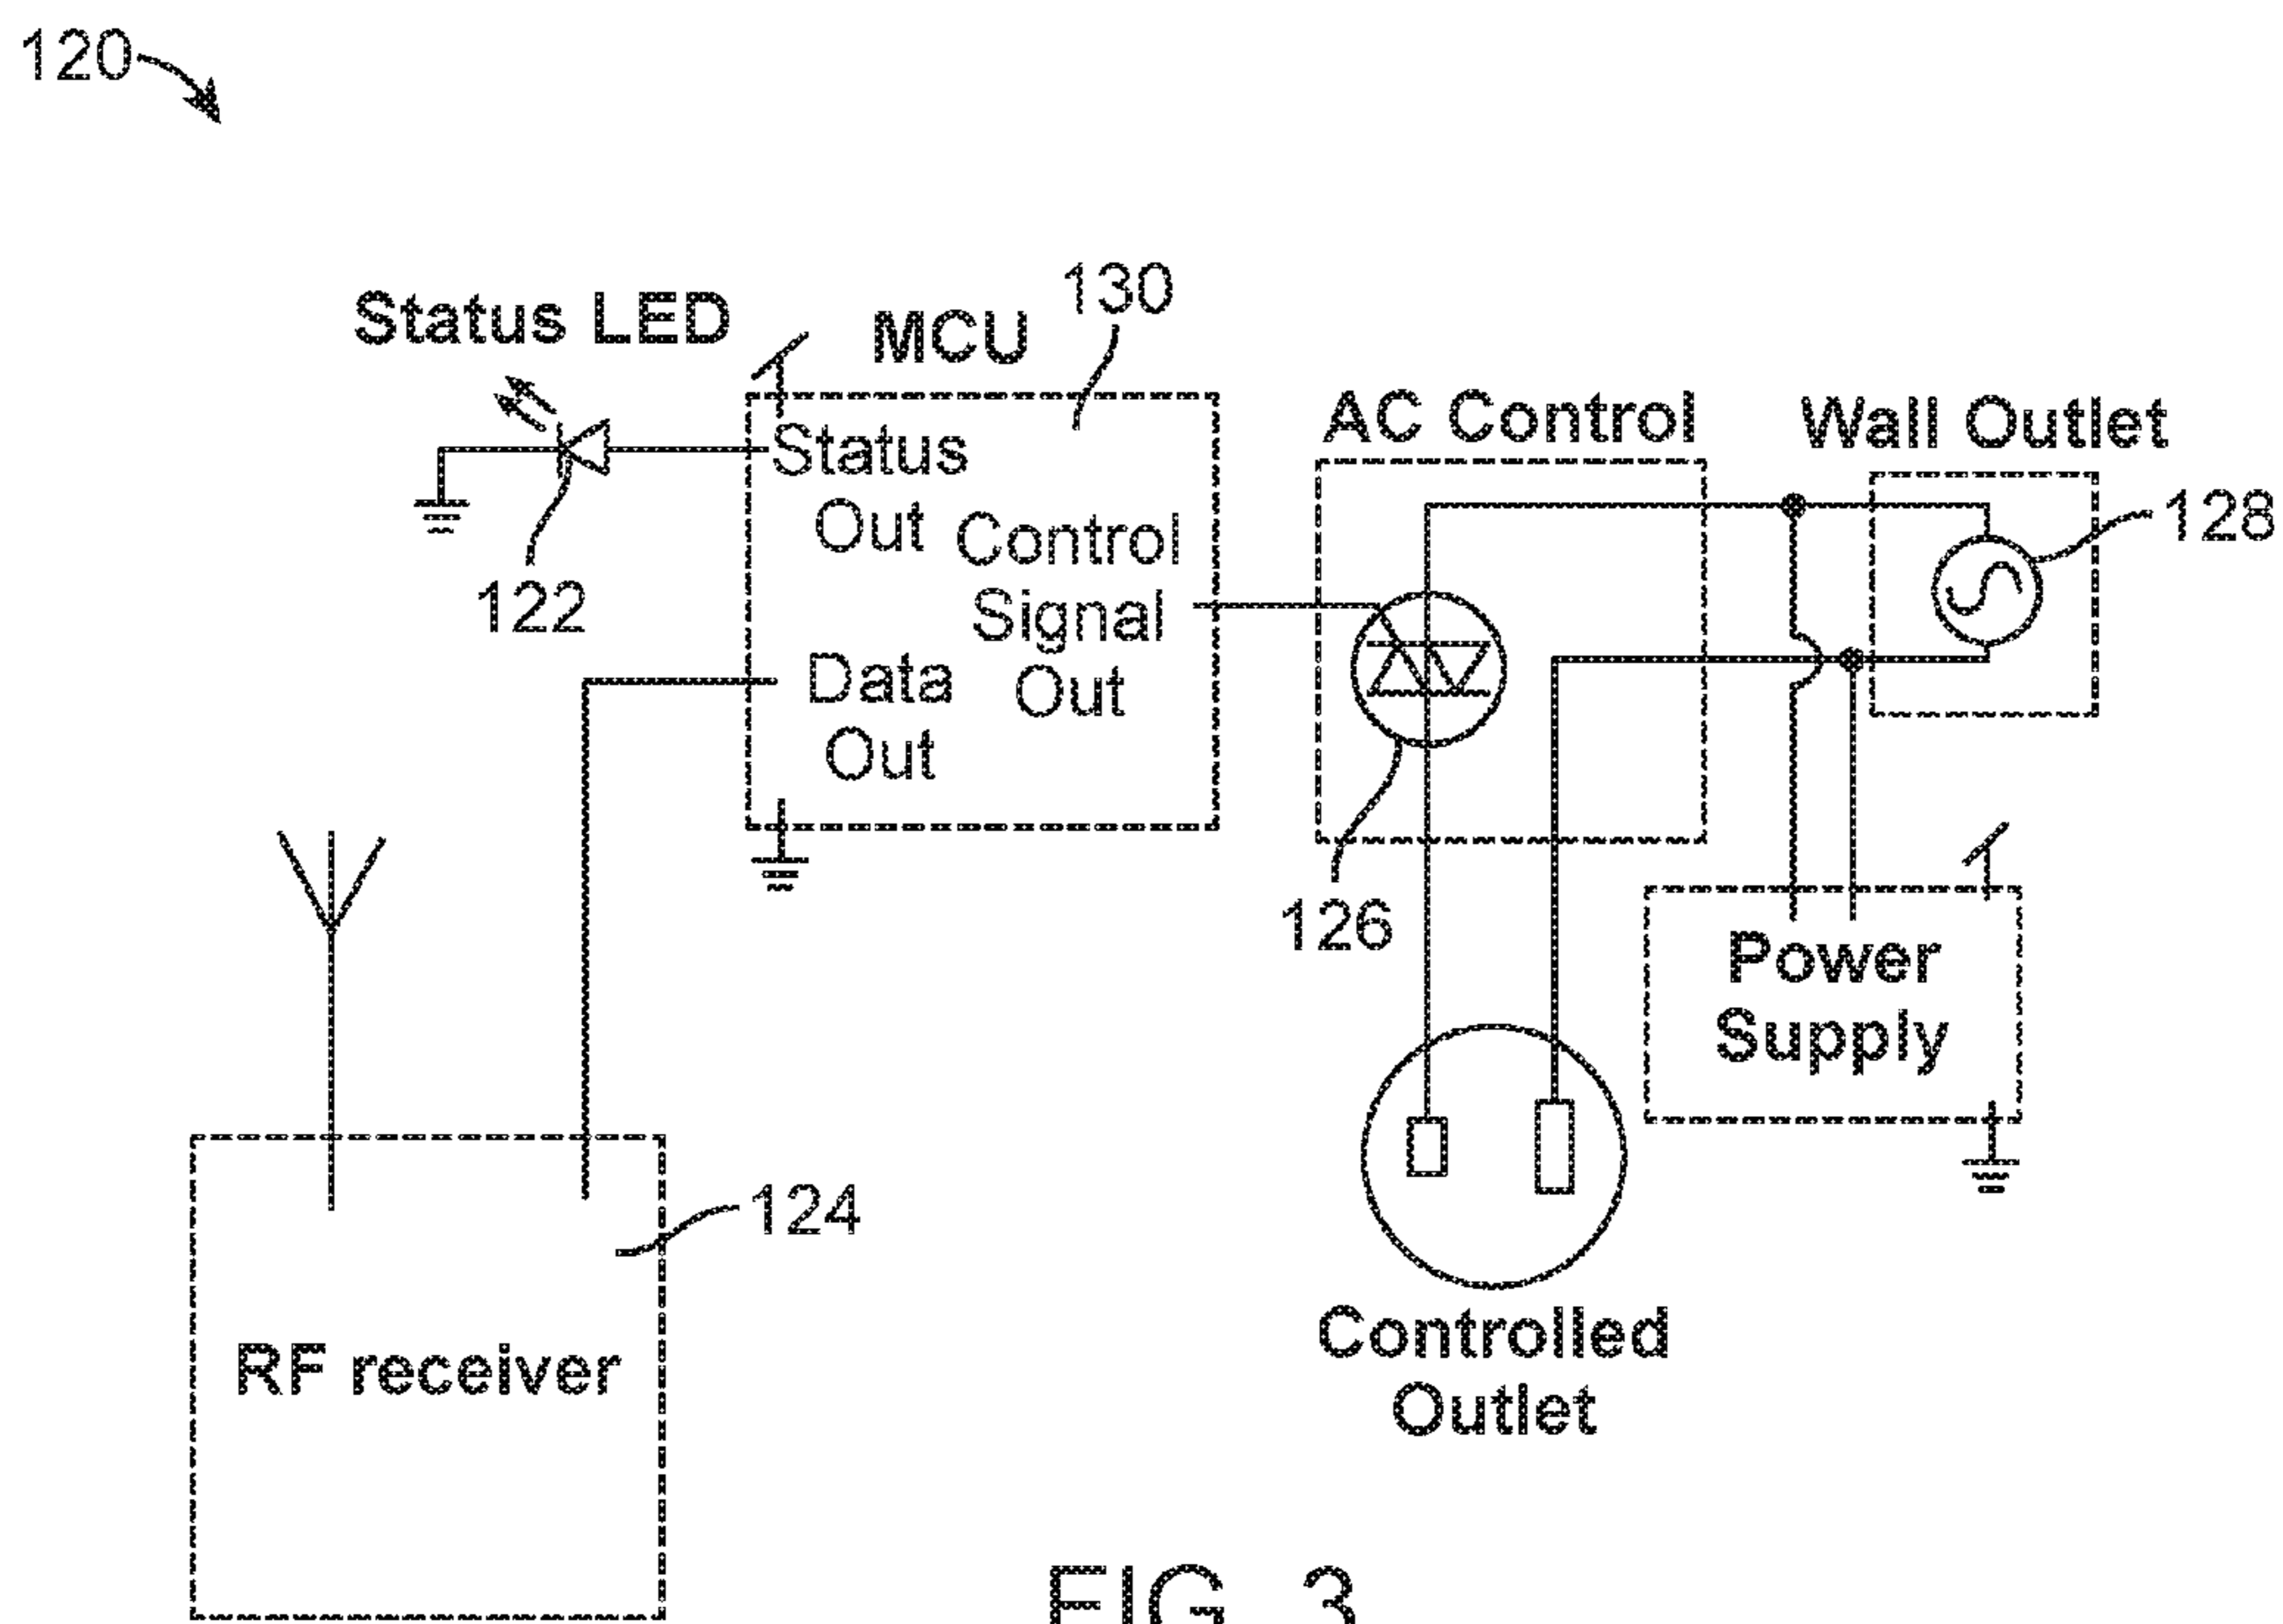 120
Status LED
MCU
130
AC Control
Wall Outlet
128
Status
Out
Control
Signal
Out
122
Data
Out
126
Power
Supply
124
RF receiver
Controlled
Outlet
FIG. 3